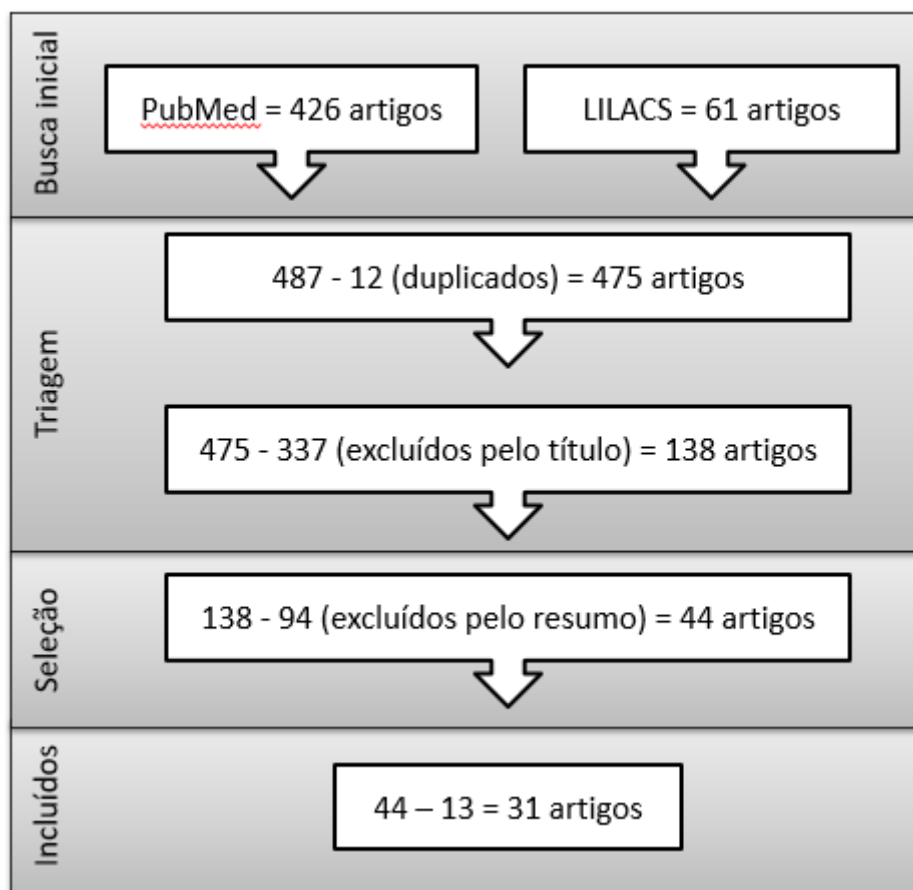 Busca inicial
PubMed = 426 artigos
LILACS = 61 artigos
Triagem
487 - 12 (duplicados) = 475 artigos
475 - 337 (excluídos pelo título) = 138 artigos
Seleção
138 - 94 (excluídos pelo resumo) = 44 artigos
Incluídos
44 – 13 = 31 artigos